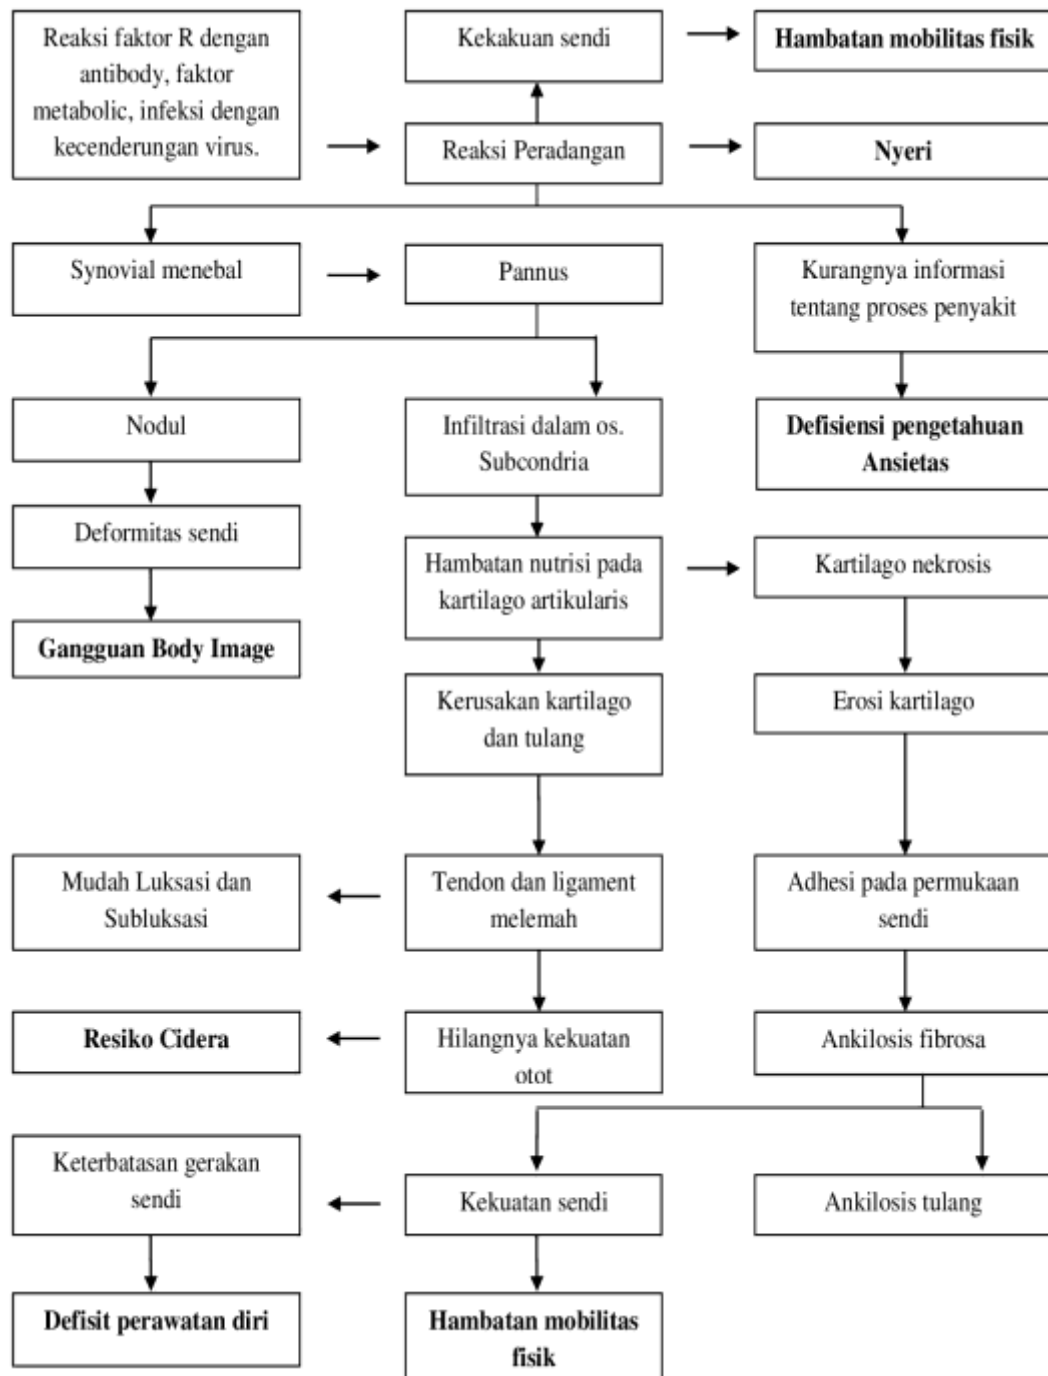 Reaksi faktor R dengan
antibody, faktor
metabolic, infeksi dengan
kecenderungan virus.
Kekakuan sendi
Hambatan mobilitas fisik
Reaksi Peradangan
Nyeri
Synovial menebal
Pannus
Kurangnya informasi
tentang proses penyakit
Nodul
Infiltrasi dalam os.
Subcondria
Defisiensi pengetahuan
Ansietas
Deformitas sendi
Hambatan nutrisi pada
kartilago artikularis
Kartilago nekrosis
Gangguan Body Image
Kerusakan kartilago
dan tulang
Erosi kartilago
Mudah Luksasi dan
Subluksasi
Tendon dan ligament
melemah
Adhesi pada permukaan
sendi
Resiko Cidera
Hilangnya kekuatan
otot
Ankilosis fibrosa
Keterbatasan gerakan
sendi
Kekuatan sendi
Ankilosis tulang
Defisit perawatan diri
Hambatan mobilitas
fisik